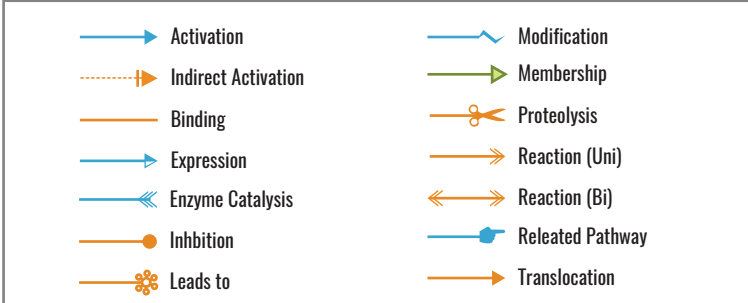 Activation
Indirect Activation
Binding
Expression
Enzyme Catalysis
Inhbition
Leads to
Modification
Membership
Proteolysis
Reaction (Uni)
Reaction (Bi)
Releated Pathway
Translocation